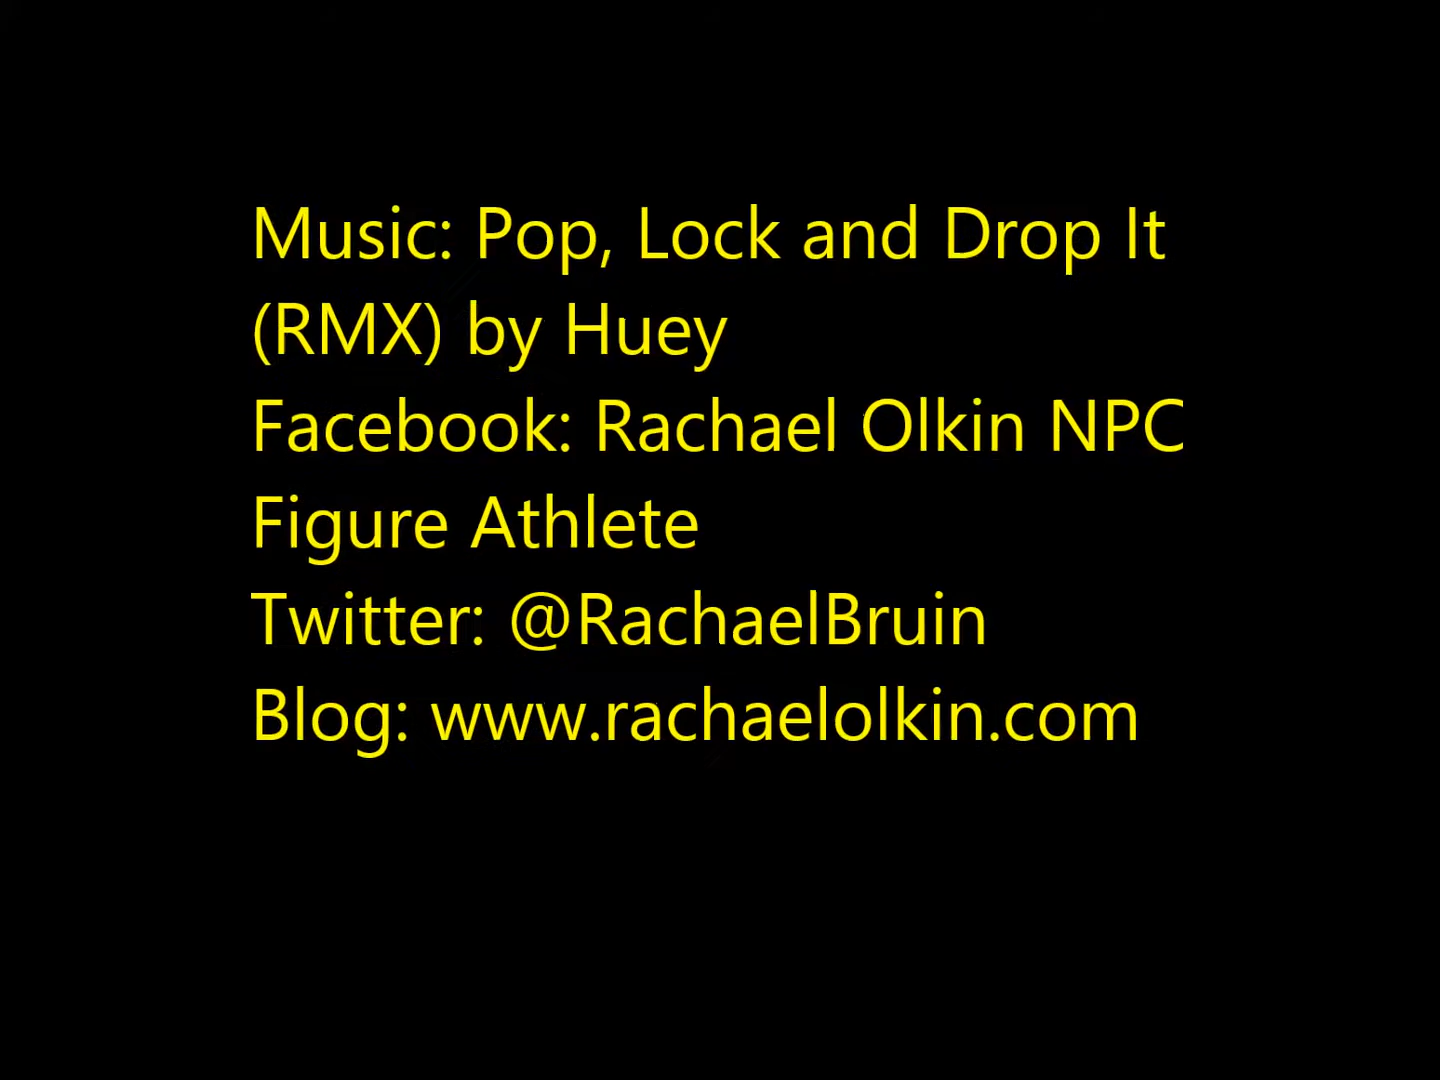 Music: Pop, Lock and Drop It
(RMX) by Huey
Facebook: Rachael Olkin NPC
Figure Athlete
Twitter: @RachaelBruin
Blog: www.rachaelolkin.com